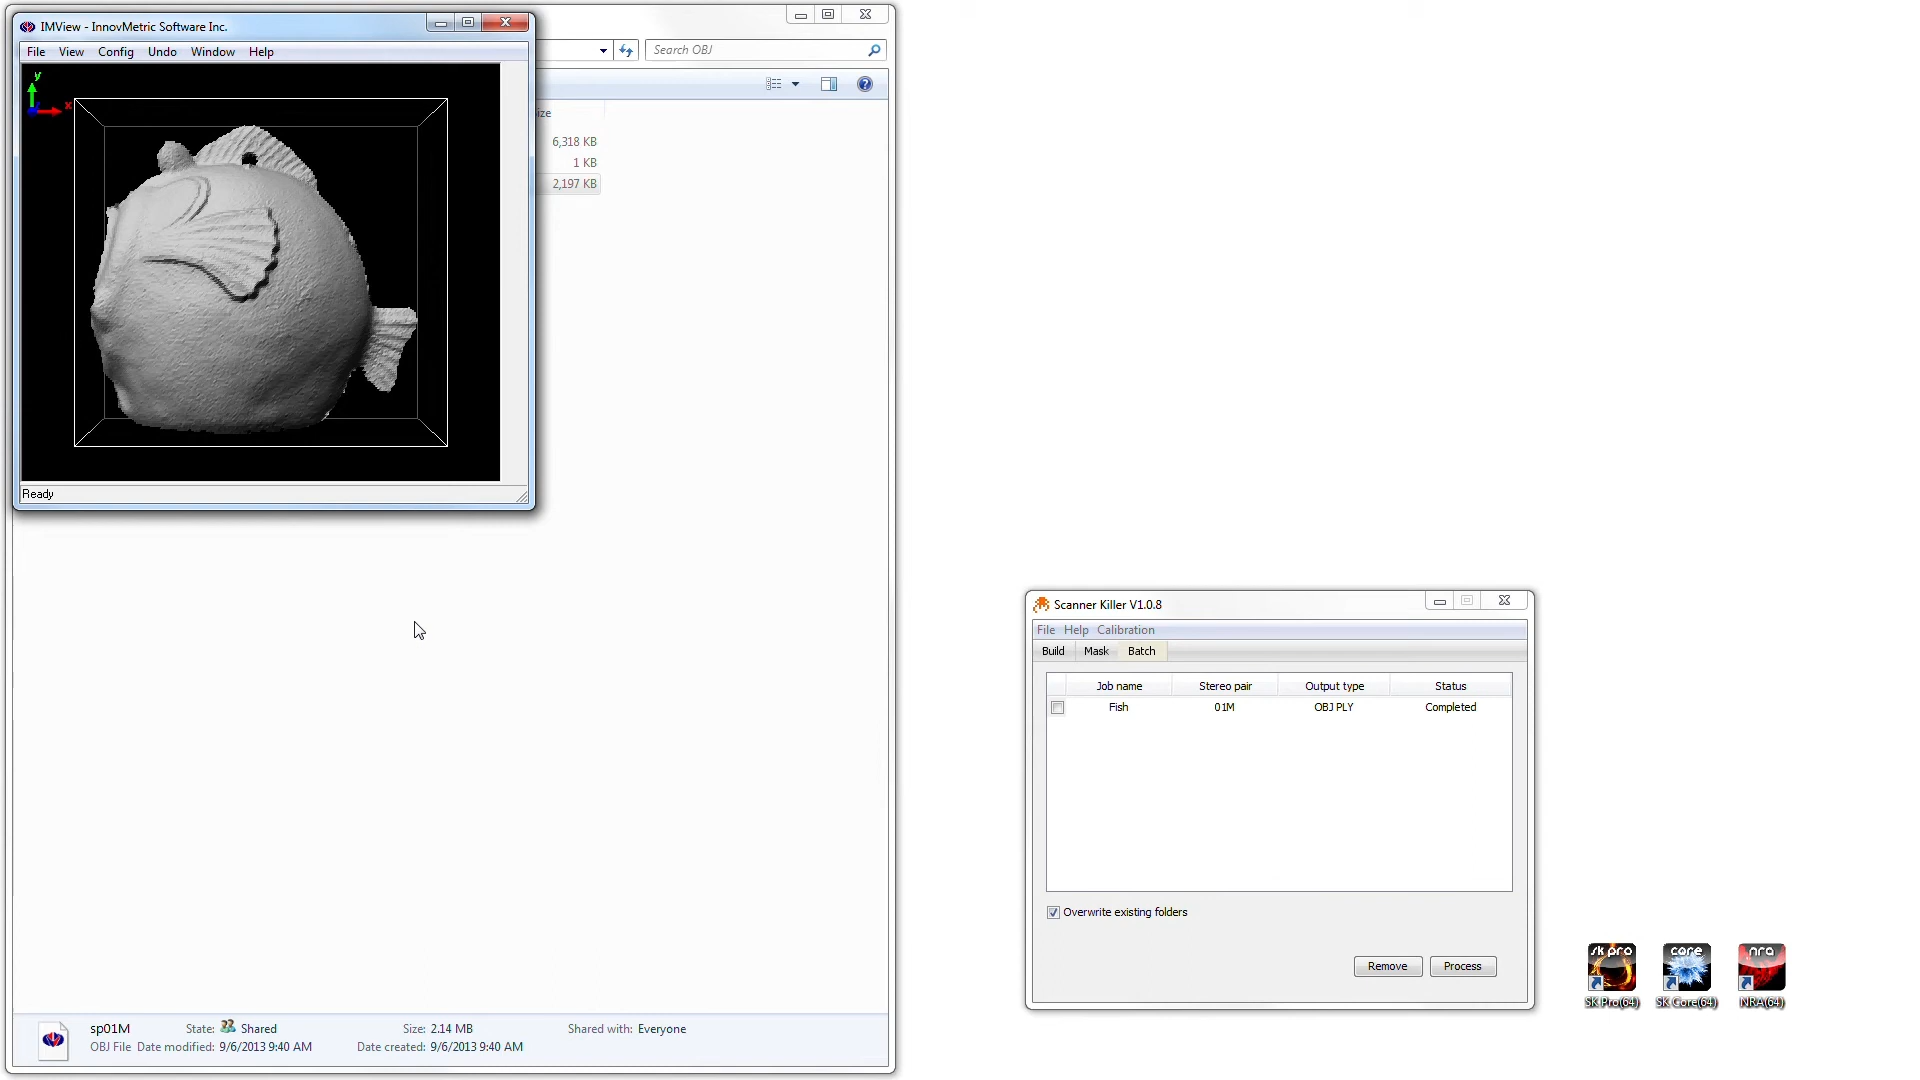 IMView - InnovMetric Software Inc.
File View Config Undo Window Help
y
x
Ready
Search OBJ
ize
6,318 KB
1 KB
2,197 KB
sp01M State: Shared Size: 2.14 MB Shared with: Everyone
OBJ File Date modified: 9/6/2013 9:40 AM Date created: 9/6/2013 9:40 AM
Scanner Killer V1.0.8
File Help Calibration
Build Mask Batch
Job name Stereo pair Output type Status
Fish 01M OBJ PLY Completed
Overwrite existing folders
Remove Process
sk pro core nra
SK Pro(64) SK Core(64) NRA(64)